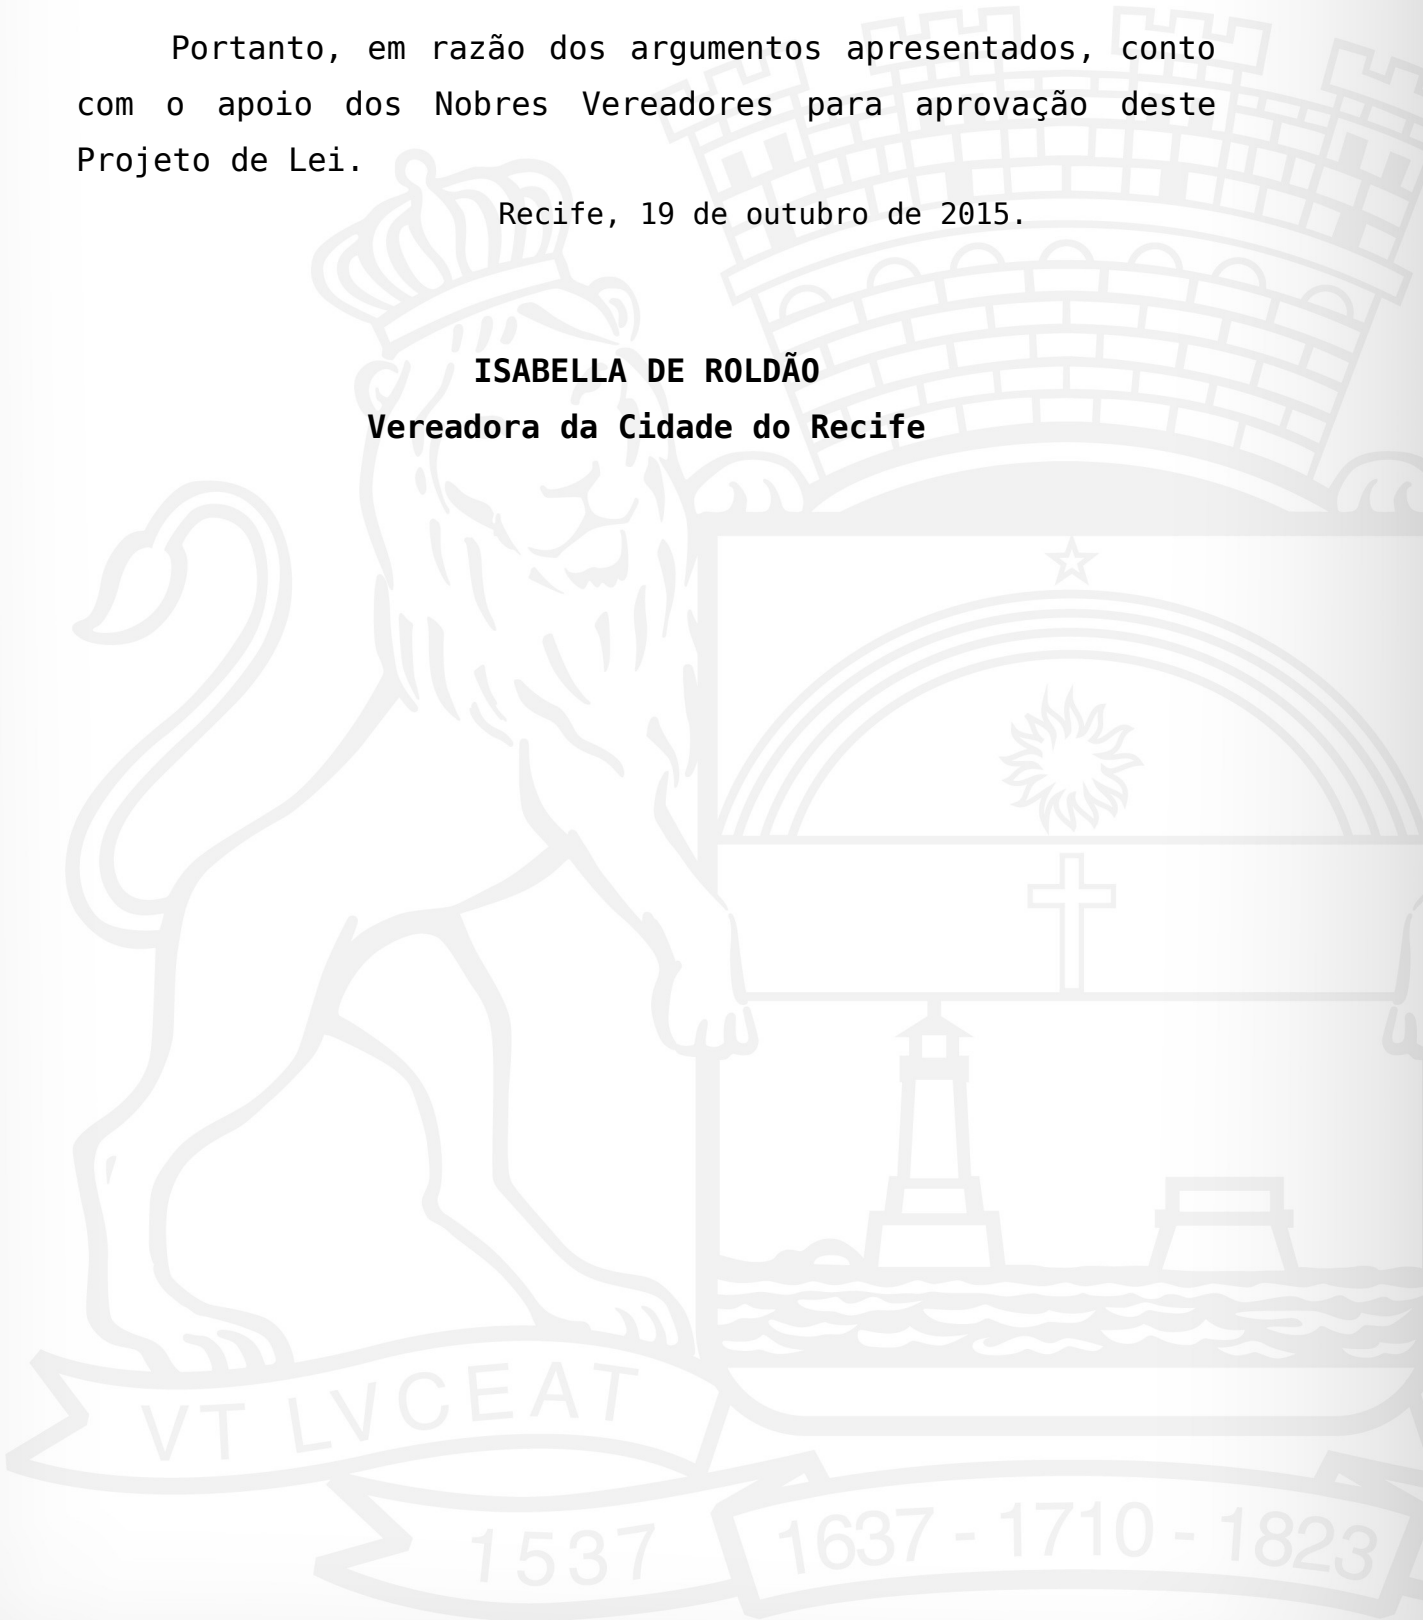 Portanto, em razão dos argumentos apresentados, conto
com o apoio dos Nobres Vereadores para aprovação deste
Projeto de Lei.
Recife, 19 de outubro de 2015.
ISABELLA DE ROLDÃO
Vereadora da Cidade do Recife
VT LVCEAT
1537
1637 - 1710 - 1823